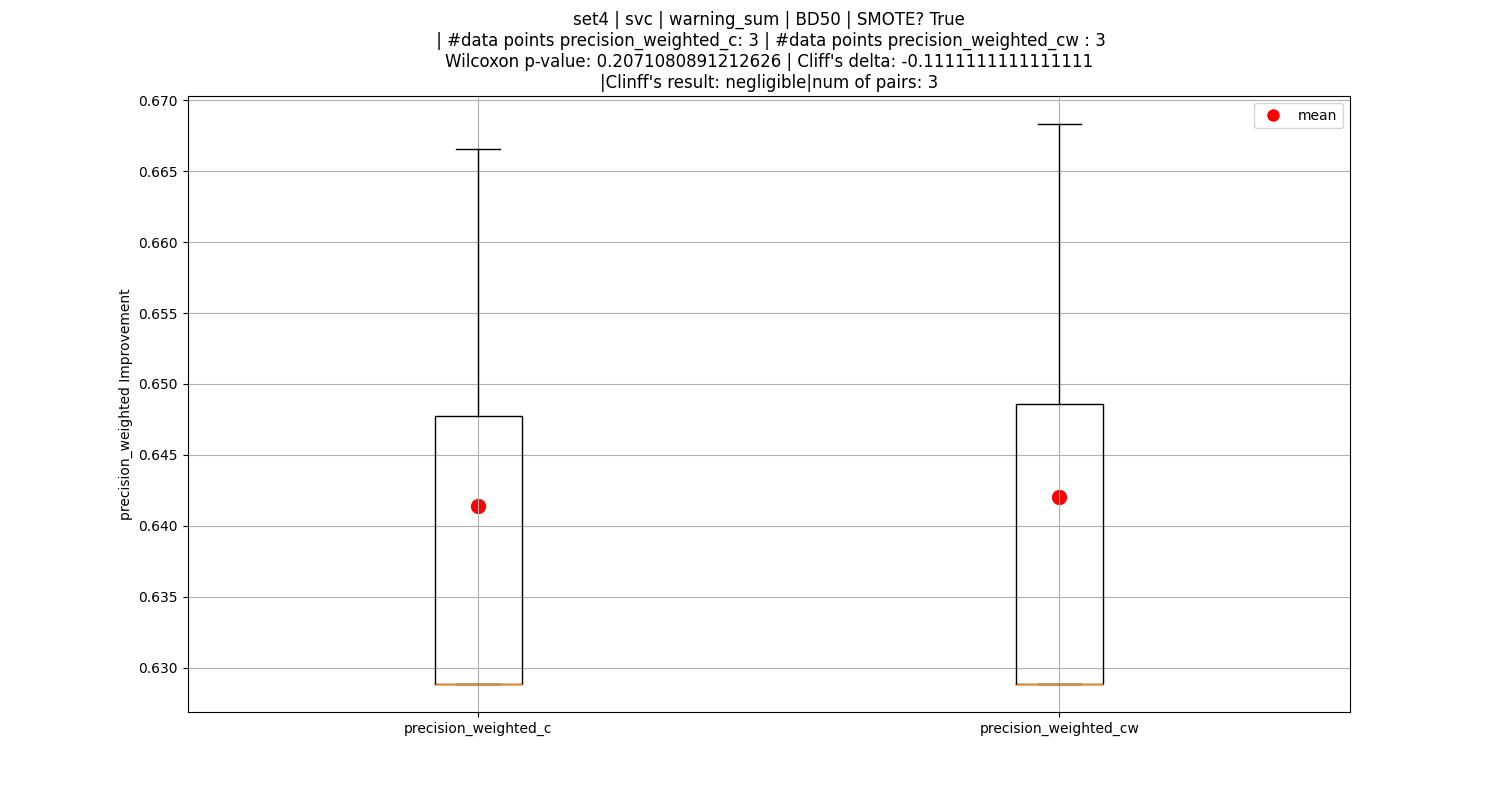 set4 | svc | warning_sum | BD50 | SMOTE? True
| #data points precision_weighted_c: 3 | #data points precision_weighted_cw : 3
Wilcoxon p-value: 0.2071080891212626 | Cliff's delta: -0.1111111111111111
|Clinff's result: negligible|num of pairs: 3
mean
precision_weighted Improvement
0.670
0.665
0.660
0.655
0.650
0.645
0.640
0.635
0.630
precision_weighted_c
precision_weighted_cw